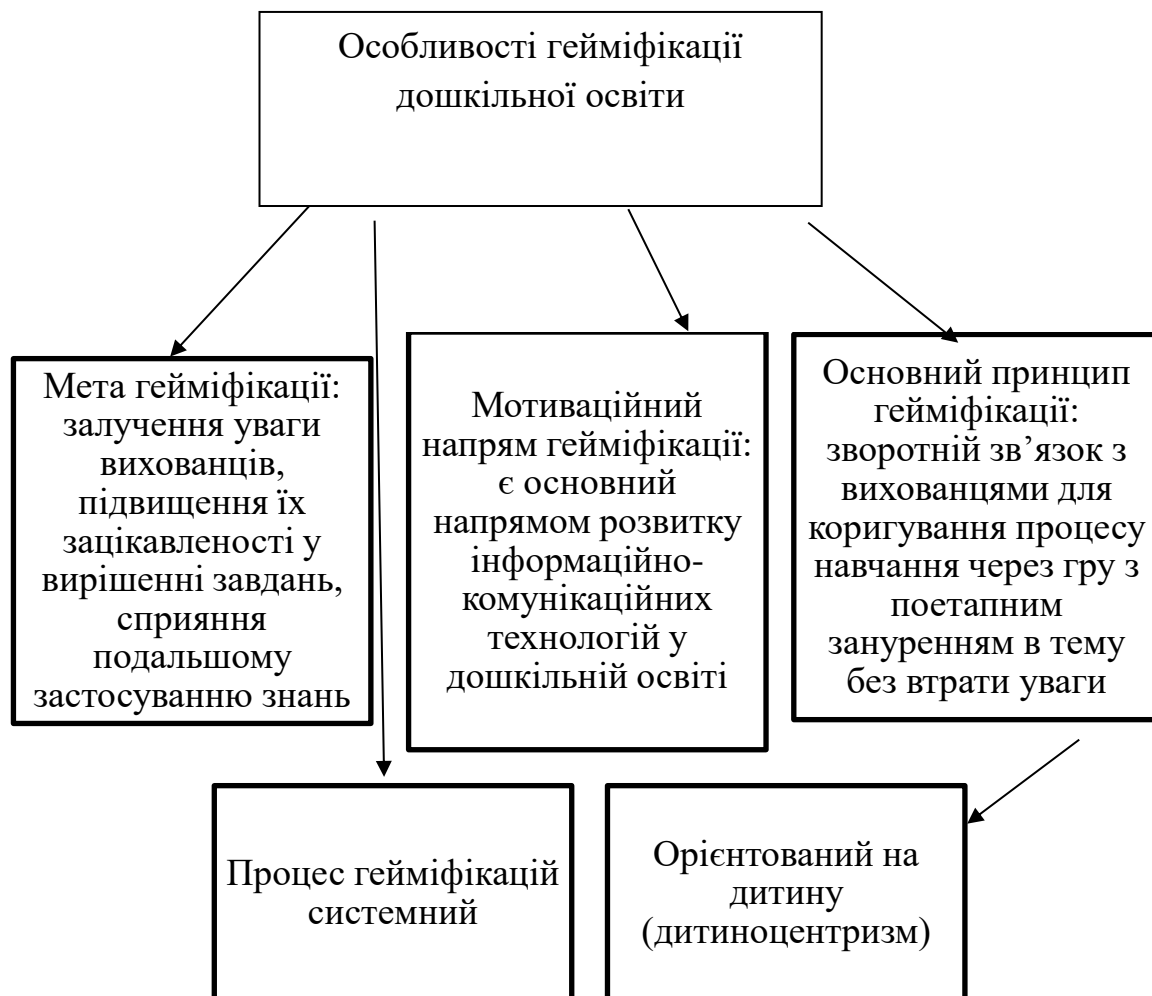 Особливості гейміфікації
дошкільної освіти
Мета гейміфікації:
залучення уваги
вихованців,
підвищення їх
зацікавленості у
вирішенні завдань,
сприяння
подальшому
застосуванню знань
Мотиваційний
напрям гейміфікації:
є основний
напрямом розвитку
інформаційно-
комунікаційних
технологій у
дошкільній освіті
Основний принцип
гейміфікації:
зворотній зв’язок з
вихованцями для
коригування процесу
навчання через гру з
поетапним
зануренням в тему
без втрати уваги
Процес гейміфікацій
системний
Орієнтований на
дитину
(дитиноцентризм)